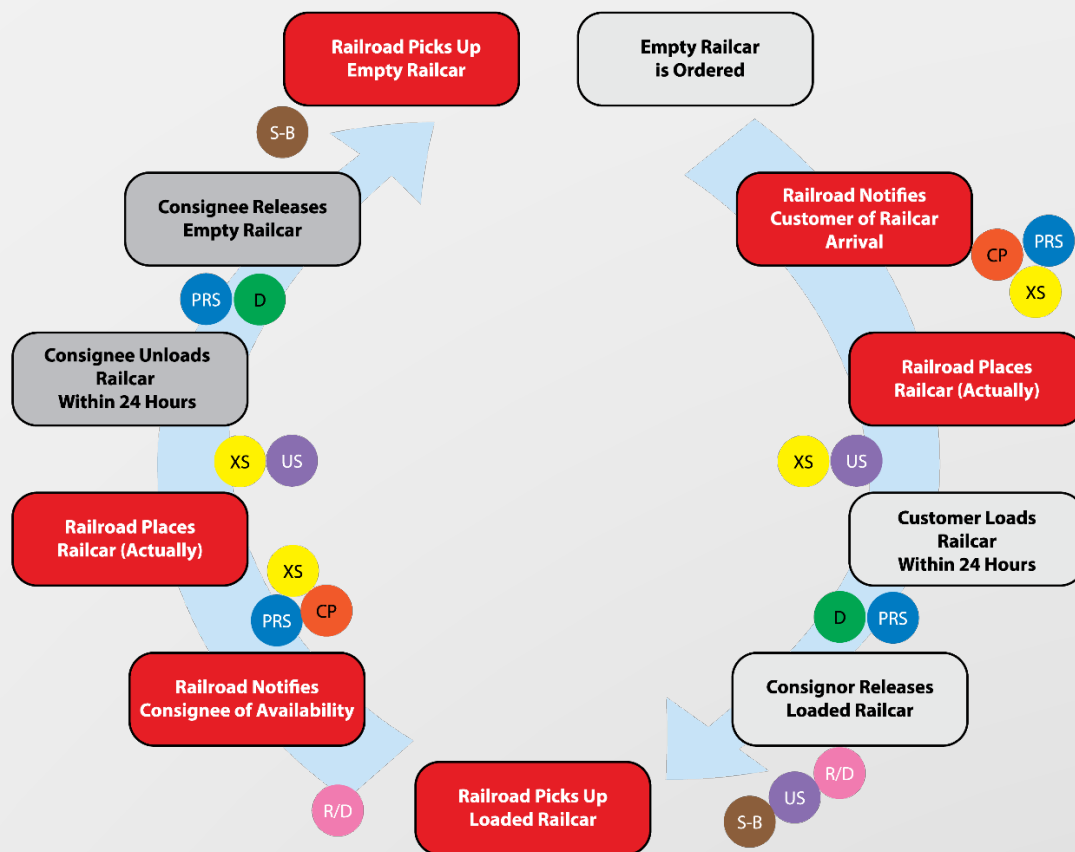 Railroad Picks Up
Empty Railcar
Empty Railcar
is Ordered
S-B
Railroad Notifies
Customer of Railcar
Arrival
CP
PRS
XS
Consignee Releases
Empty Railcar
PRS
D
Consignee Unloads
Railcar
Within 24 Hours
Railroad Places
Railcar (Actually)
XS
US
XS
US
Railroad Places
Railcar (Actually)
Customer Loads
Railcar
Within 24 Hours
XS
PRS
CP
D
PRS
Railroad Notifies
Consignee of Availability
Consignor Releases
Loaded Railcar
R/D
Railroad Picks Up
Loaded Railcar
R/D
US
S-B